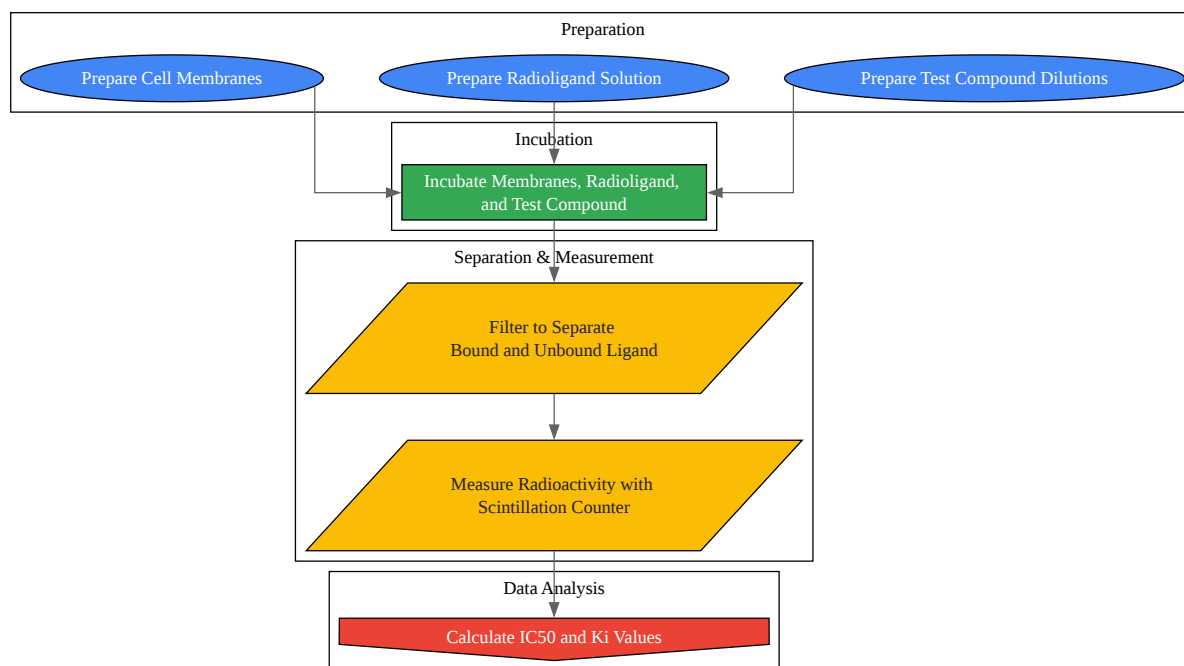 Preparation
Prepare Cell Membranes
Prepare Radioligand Solution
Prepare Test Compound Dilutions
Incubation
Incubate Membranes, Radioligand,
and Test Compound
Separation & Measurement
Filter to Separate
Bound and Unbound Ligand
Measure Radioactivity with
Scintillation Counter
Data Analysis
Calculate IC50 and Ki Values